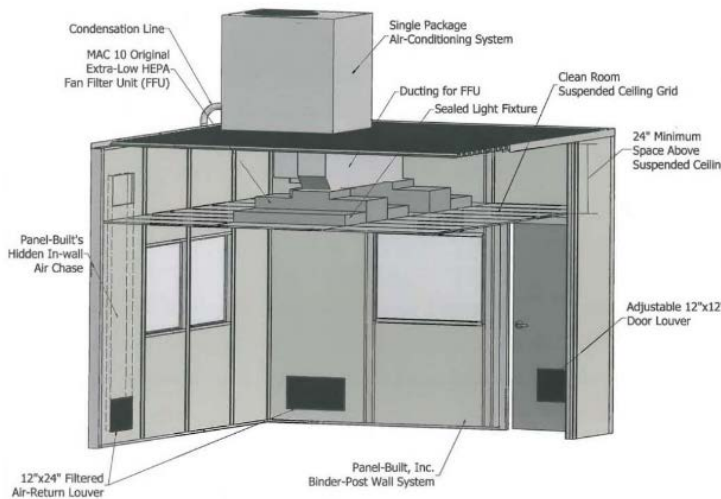 Condensation Line
MAC 10 Original
Extra-Low HEPA
Fan Filter Unit (FFU)
Single Package
Air-Conditioning System
Ducting for FFU
Sealed Light Fixture
Clean Room
Suspended Ceiling Grid
24" Minimum
Space Above
Suspended Ceilin
Panel-Built's
Hidden In-wall
Air Chase
Adjustable 12"x12
Door Louver
12"x24" Filtered
Air-Return Louver
Panel-Built, Inc.
Binder-Post Wall System